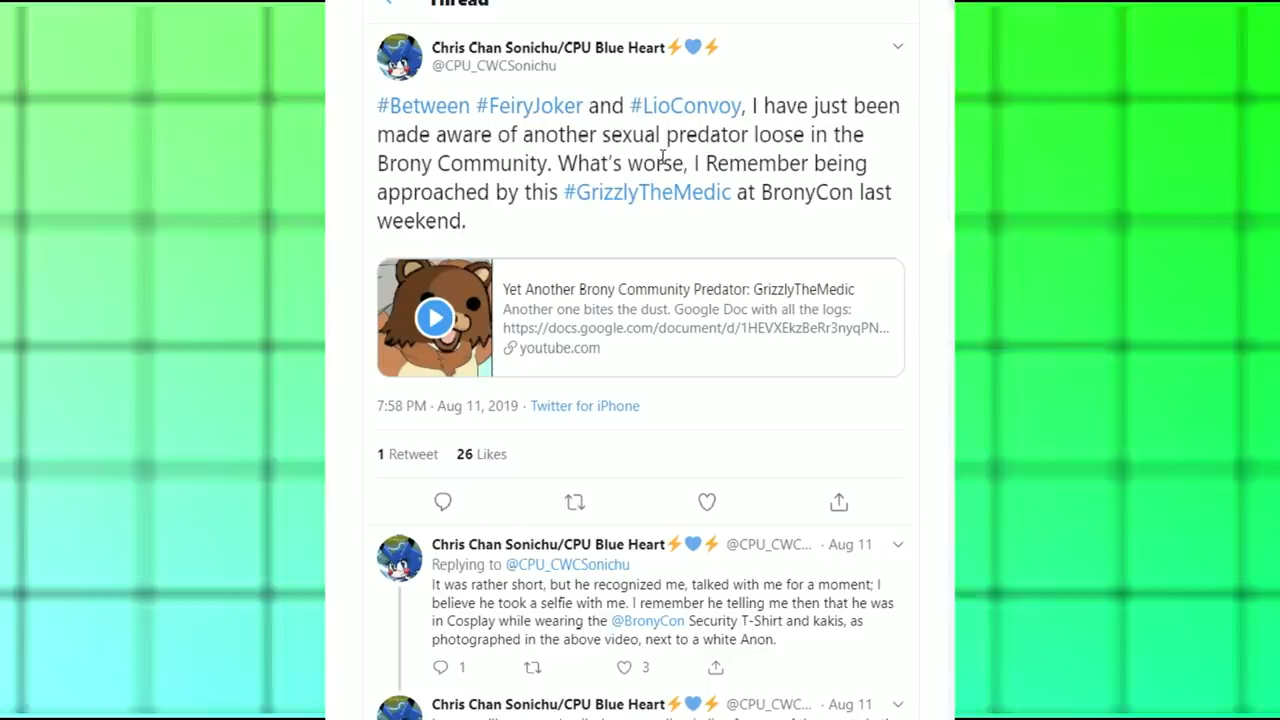 Thread
Chris Chan Sonichu/CPU Blue Heart⚡💙⚡
@CPU_CWCSonichu
#Between #FeiryJoker and #LioConvoy, I have just been
made aware of another sexual predator loose in the
Brony Community. What's worse, I Remember being
approached by this #GrizzlyTheMedic at BronyCon last
weekend.
Yet Another Brony Community Predator: GrizzlyTheMedic
Another one bites the dust. Google Doc with all the logs:
https://docs.google.com/document/d/1HEVXEkzBeRr3nyqPN...
youtube.com
7:58 PM · Aug 11, 2019 · Twitter for iPhone
1 Retweet 26 Likes
Chris Chan Sonichu/CPU Blue Heart⚡💙⚡ @CPU_CWC... · Aug 11
Replying to @CPU_CWCSonichu
It was rather short, but he recognized me, talked with me for a moment; I
believe he took a selfie with me. I remember he telling me then that he was
in Cosplay while wearing the @BronyCon Security T-Shirt and kakis, as
photographed in the above video, next to a white Anon.
1 3
Chris Chan Sonichu/CPU Blue Heart⚡💙⚡ @CPU_CWC... · Aug 11